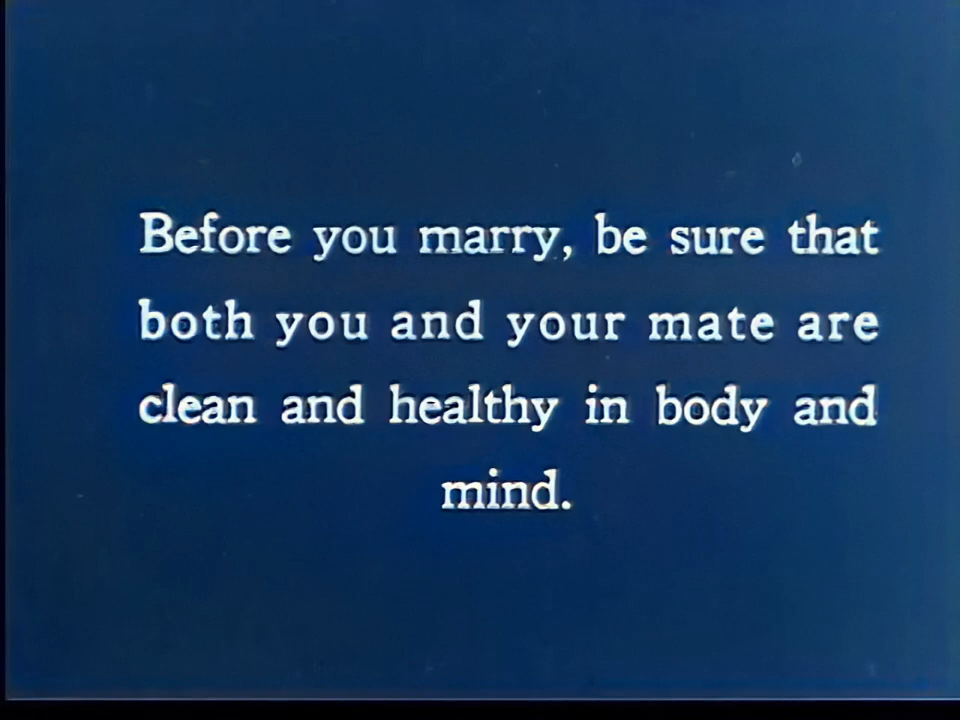 Before you marry, be sure that
both you and your mate are
clean and healthy in body and
mind.